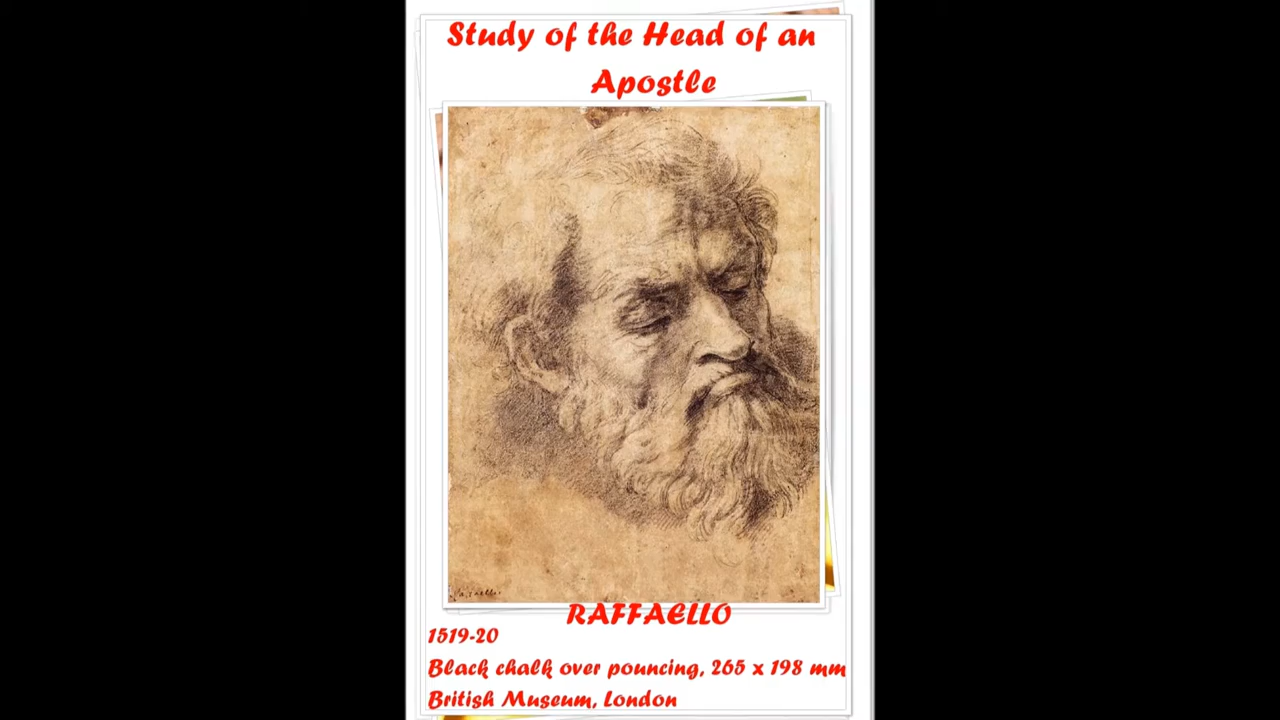 Study of the Head of an
Apostle
RAFFAELLO
1519-20
Black chalk over pouncing, 265 x 198 mm
British Museum, London